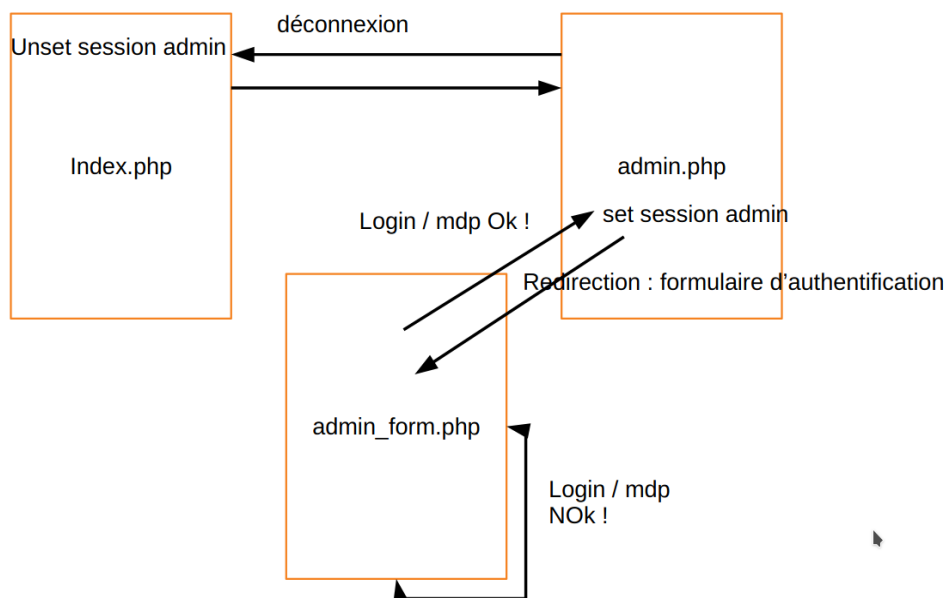 déconnexion
Unset session admin
Index.php
admin.php
Login / mdp Ok !
set session admin
Redirection : formulaire d’authentification
admin_form.php
Login / mdp
NOk !